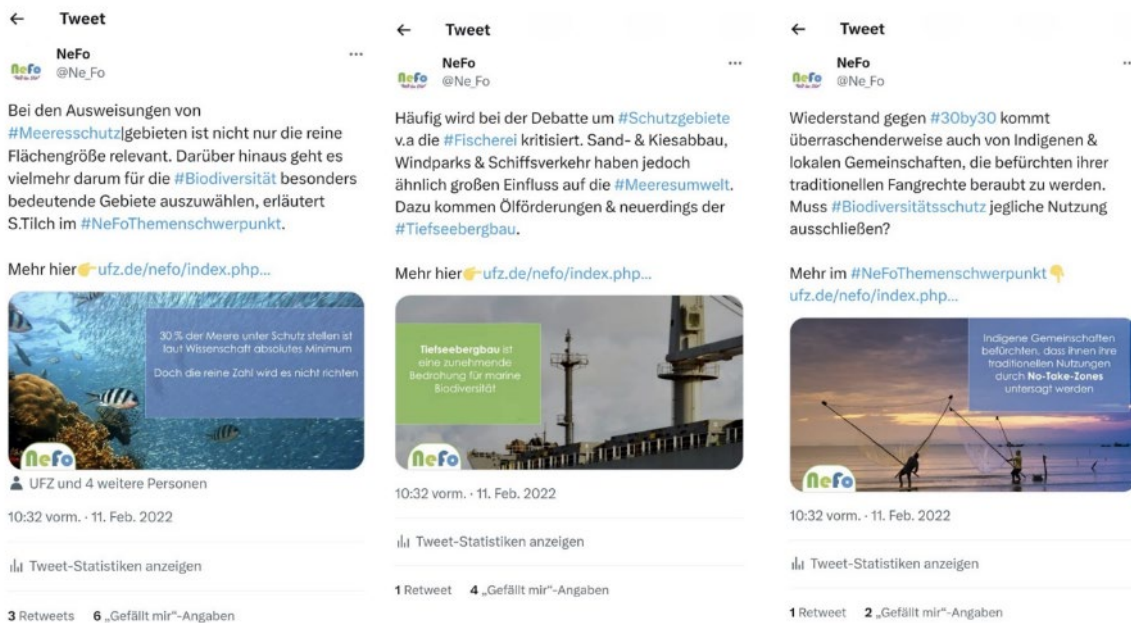 ← Tweet
NeFo
NeFo
@Ne_Fo
...
Bei den Ausweisungen von
#Meeresschutz|gebieten ist nicht nur die reine
Flächengröße relevant. Darüber hinaus geht es
vielmehr darum für die #Biodiversität besonders
bedeutende Gebiete auszuwählen, erläutert
S.Tilch im #NeFoThemenschwerpunkt.
Mehr hier👉ufz.de/nefo/index.php...
30 % der Meere unter Schutz stellen ist
laut Wissenschaft absolutes Minimum
Doch die reine Zahl wird es nicht richten
NeFo
UFZ und 4 weitere Personen
10:32 vorm. · 11. Feb. 2022
Tweet-Statistiken anzeigen
3 Retweets 6 „Gefällt mir“-Angaben
← Tweet
NeFo
NeFo
@Ne_Fo
...
Häufig wird bei der Debatte um #Schutzgebiete
v.a die #Fischerei kritisiert. Sand- & Kiesabbau,
Windparks & Schiffsverkehr haben jedoch
ähnlich großen Einfluss auf die #Meeresumwelt.
Dazu kommen Ölförderungen & neuerdings der
#Tiefseebergbau.
Mehr hier👉ufz.de/nefo/index.php...
Tiefseebergbau ist
eine zunehmende
Bedrohung für marine
Biodiversität
NeFo
10:32 vorm. · 11. Feb. 2022
Tweet-Statistiken anzeigen
1 Retweet 4 „Gefällt mir“-Angaben
← Tweet
NeFo
NeFo
@Ne_Fo
...
Wiederstand gegen #30by30 kommt
überraschenderweise auch von Indigenen &
lokalen Gemeinschaften, die befürchten ihrer
traditionellen Fangrechte beraubt zu werden.
Muss #Biodiversitätsschutz jegliche Nutzung
ausschließen?
Mehr im #NeFoThemenschwerpunkt👇
ufz.de/nefo/index.php...
Indigene Gemeinschaften
befürchten, dass ihnen ihre
traditionellen Nutzungen
durch No-Take-Zones
untersagt werden
NeFo
10:32 vorm. · 11. Feb. 2022
Tweet-Statistiken anzeigen
1 Retweet 2 „Gefällt mir“-Angaben